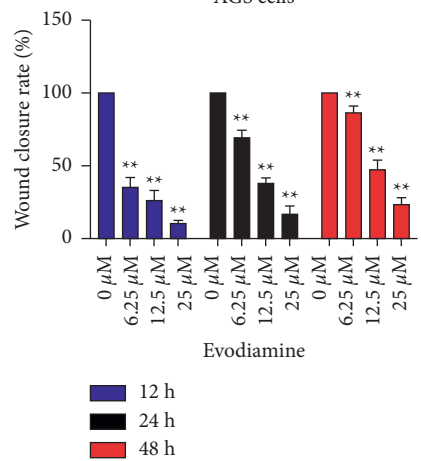 AGS cells
Wound closure rate (%)
150
100
50
0
**
**
**
**
**
**
**
**
**
0 µM
6.25 µM
12.5 µM
25 µM
0 µM
6.25 µM
12.5 µM
25 µM
0 µM
6.25 µM
12.5 µM
25 µM
Evodiamine
12 h
24 h
48 h